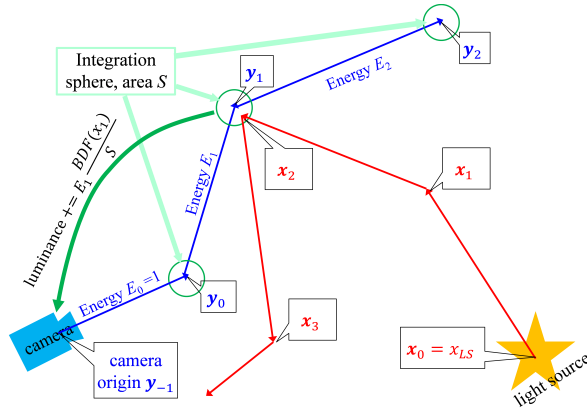 Integration
sphere, area S
y₂
y₁
Energy E₂
luminance += E₁ BDF(x₁)/S
Energy E₁
x₂
x₁
Energy E₀ =1
y₀
x₃
camera
camera
origin y₋₁
x₀ = x_LS
light source